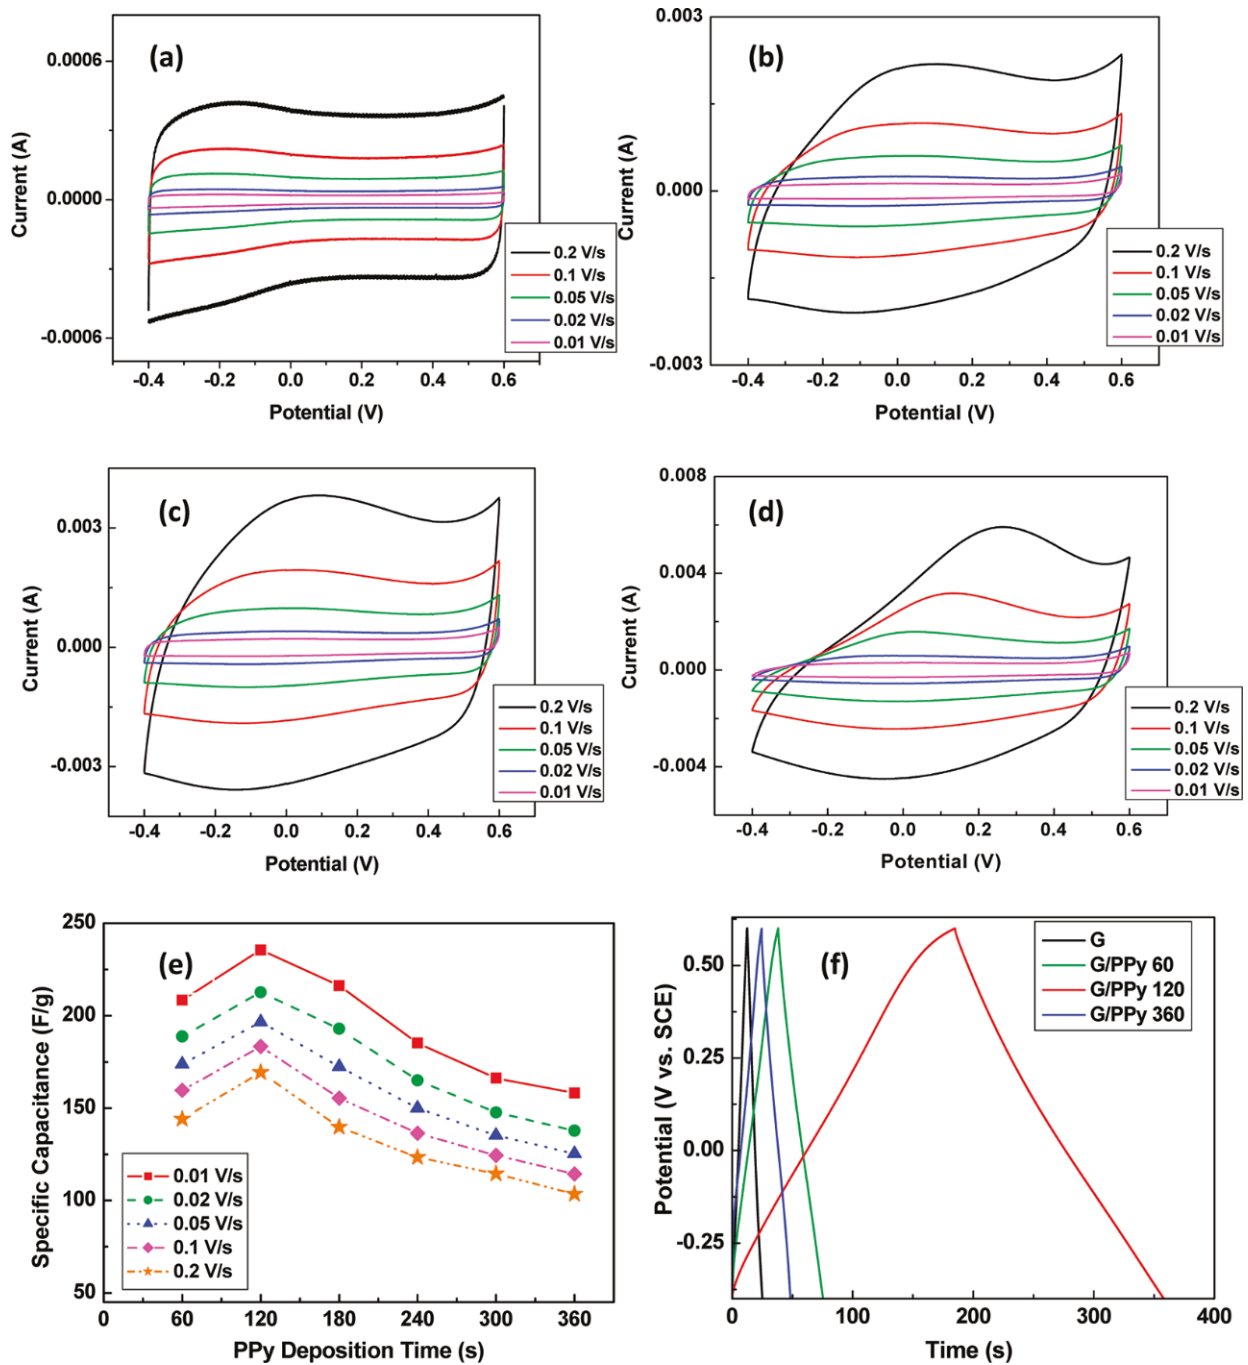 (a)
0.0006
0.0000
-0.0006
Current (A)
-0.4 -0.2 0.0 0.2 0.4 0.6
Potential (V)
0.2 V/s
0.1 V/s
0.05 V/s
0.02 V/s
0.01 V/s
(b)
0.003
0.000
-0.003
Current (A)
-0.4 -0.2 0.0 0.2 0.4 0.6
Potential (V)
0.2 V/s
0.1 V/s
0.05 V/s
0.02 V/s
0.01 V/s
(c)
0.003
0.000
-0.003
Current (A)
-0.4 -0.2 0.0 0.2 0.4 0.6
Potential (V)
0.2 V/s
0.1 V/s
0.05 V/s
0.02 V/s
0.01 V/s
(d)
0.008
0.004
0.000
-0.004
Current (A)
-0.4 -0.2 0.0 0.2 0.4 0.6
Potential (V)
0.2 V/s
0.1 V/s
0.05 V/s
0.02 V/s
0.01 V/s
(e)
250
200
150
100
50
Specific Capacitance (F/g)
0 60 120 180 240 300 360
PPy Deposition Time (s)
0.01 V/s
0.02 V/s
0.05 V/s
0.1 V/s
0.2 V/s
(f)
0.50
0.25
0.00
-0.25
Potential (V vs. SCE)
0 100 200 300 400
Time (s)
G
G/PPy 60
G/PPy 120
G/PPy 360